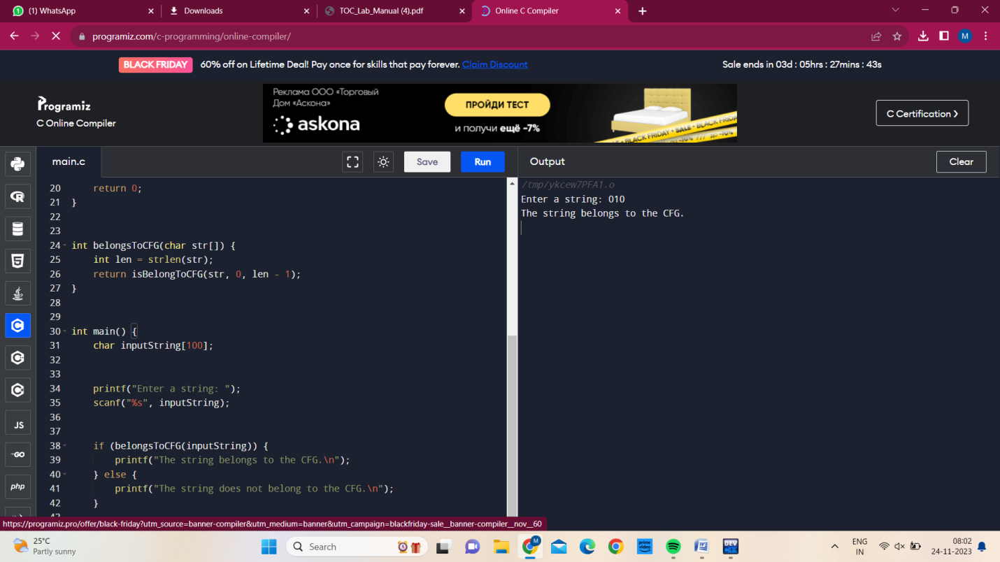 (1) WhatsApp
Downloads
TOC_Lab_Manual (4).pdf
Online C Compiler
programiz.com/c-programming/online-compiler/
M
BLACK FRIDAY 60% off on Lifetime Deal! Pay once for skills that pay forever. Claim Discount
Sale ends in 03d : 05hrs : 27mins : 43s
Programiz
C Online Compiler
Реклама ООО «Торговый
Дом «Аскона»
askona
ПРОЙДИ ТЕСТ
и получи ещё -7%
C Certification
main.c
Save
Run
Output
Clear
20 return 0;
21 }
22
23
24 int belongsToCFG(char str[]) {
25 int len = strlen(str);
26 return isBelongToCFG(str, 0, len - 1);
27 }
28
29
30 int main() {
31 char inputString[100];
32
33
34 printf("Enter a string: ");
35 scanf("%s", inputString);
36
37
38 if (belongsToCFG(inputString)) {
39 printf("The string belongs to the CFG.\n");
40 } else {
41 printf("The string does not belong to the CFG.\n");
42 }
/tmp/ykcew7PFA1.o
Enter a string: 010
The string belongs to the CFG.
JS
GO
php
https://programiz.pro/offer/black-friday?utm_source=banner-compiler&utm_medium=banner&utm_campaign=blackfriday-sale__banner-compiler__nov__60
25°C
Partly sunny
Search
M
prime video
DEV
ENG
IN
08:02
24-11-2023